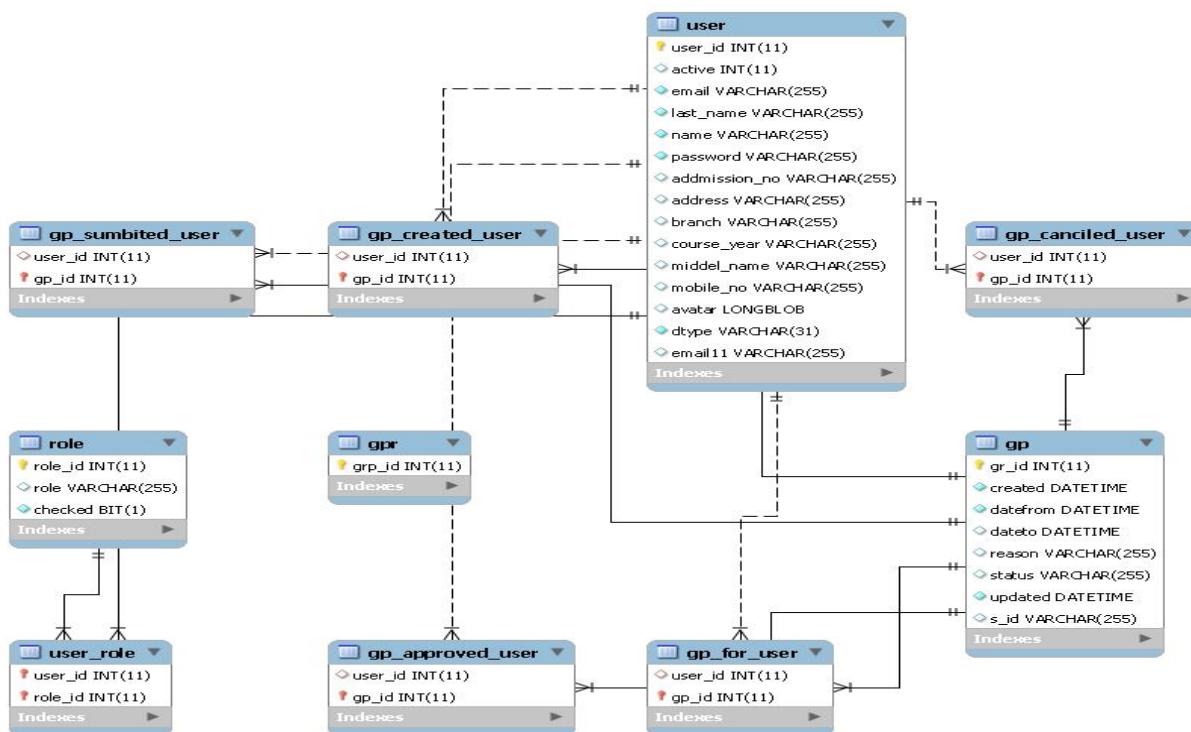 user
user_id INT(11)
active INT(11)
email VARCHAR(255)
last_name VARCHAR(255)
name VARCHAR(255)
password VARCHAR(255)
addmission_no VARCHAR(255)
address VARCHAR(255)
branch VARCHAR(255)
course_year VARCHAR(255)
middel_name VARCHAR(255)
mobile_no VARCHAR(255)
avatar LONGBLOB
dtype VARCHAR(31)
email11 VARCHAR(255)
Indexes
gp_sumbited_user
user_id INT(11)
gp_id INT(11)
Indexes
gp_created_user
user_id INT(11)
gp_id INT(11)
Indexes
gp_canciled_user
user_id INT(11)
gp_id INT(11)
Indexes
role
role_id INT(11)
role VARCHAR(255)
checked BIT(1)
Indexes
gpr
grp_id INT(11)
Indexes
gp
gr_id INT(11)
created DATETIME
datefrom DATETIME
dateto DATETIME
reason VARCHAR(255)
status VARCHAR(255)
updated DATETIME
s_id VARCHAR(255)
Indexes
user_role
user_id INT(11)
role_id INT(11)
Indexes
gp_approved_user
user_id INT(11)
gp_id INT(11)
Indexes
gp_for_user
user_id INT(11)
gp_id INT(11)
Indexes